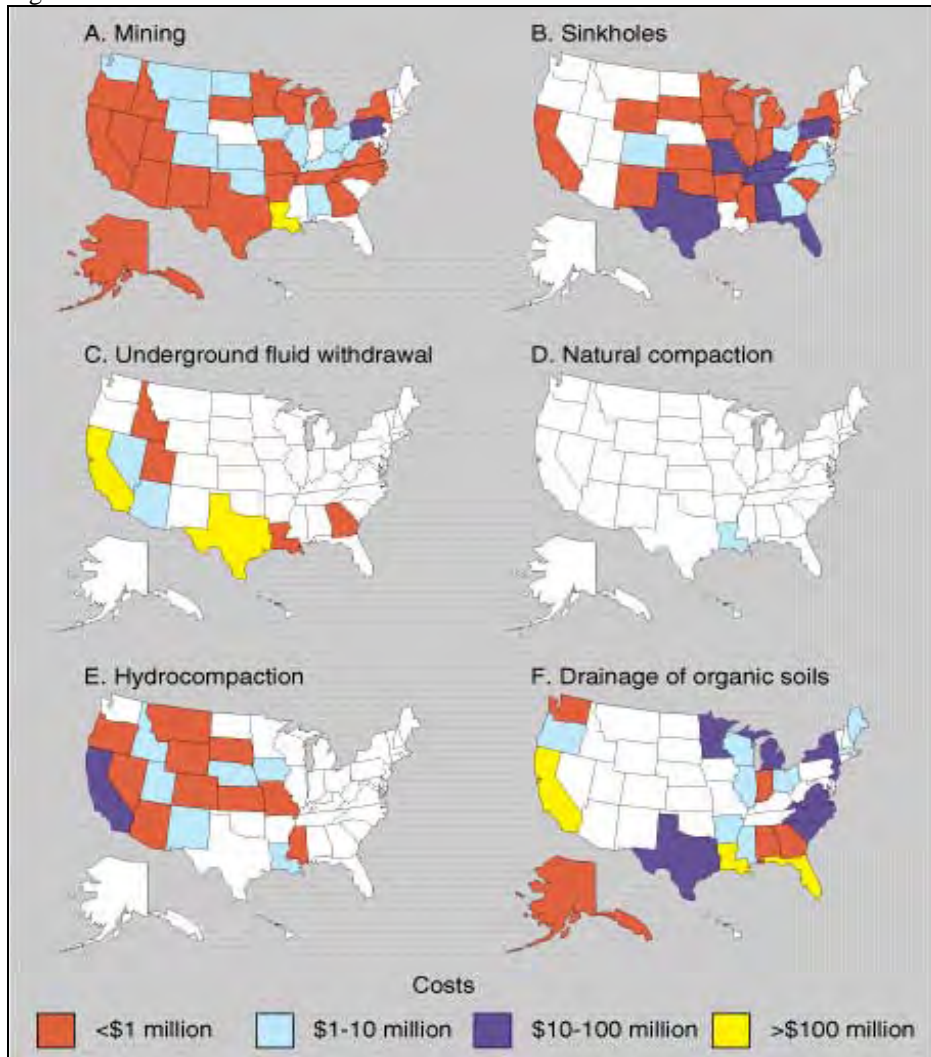 A. Mining
B. Sinkholes
C. Underground fluid withdrawal
D. Natural compaction
E. Hydrocompaction
F. Drainage of organic soils
Costs
<$1 million
$1-10 million
$10-100 million
>$100 million